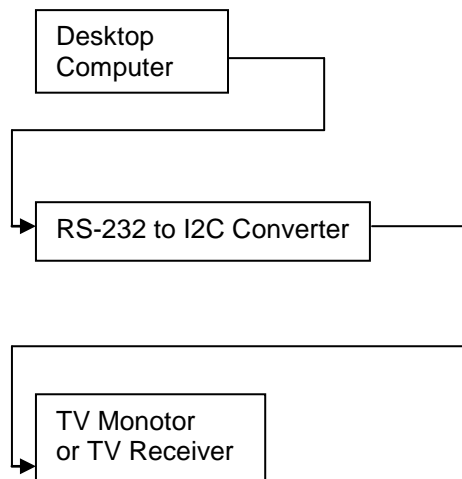 Desktop
Computer
RS-232 to I2C Converter
TV Monotor
or TV Receiver